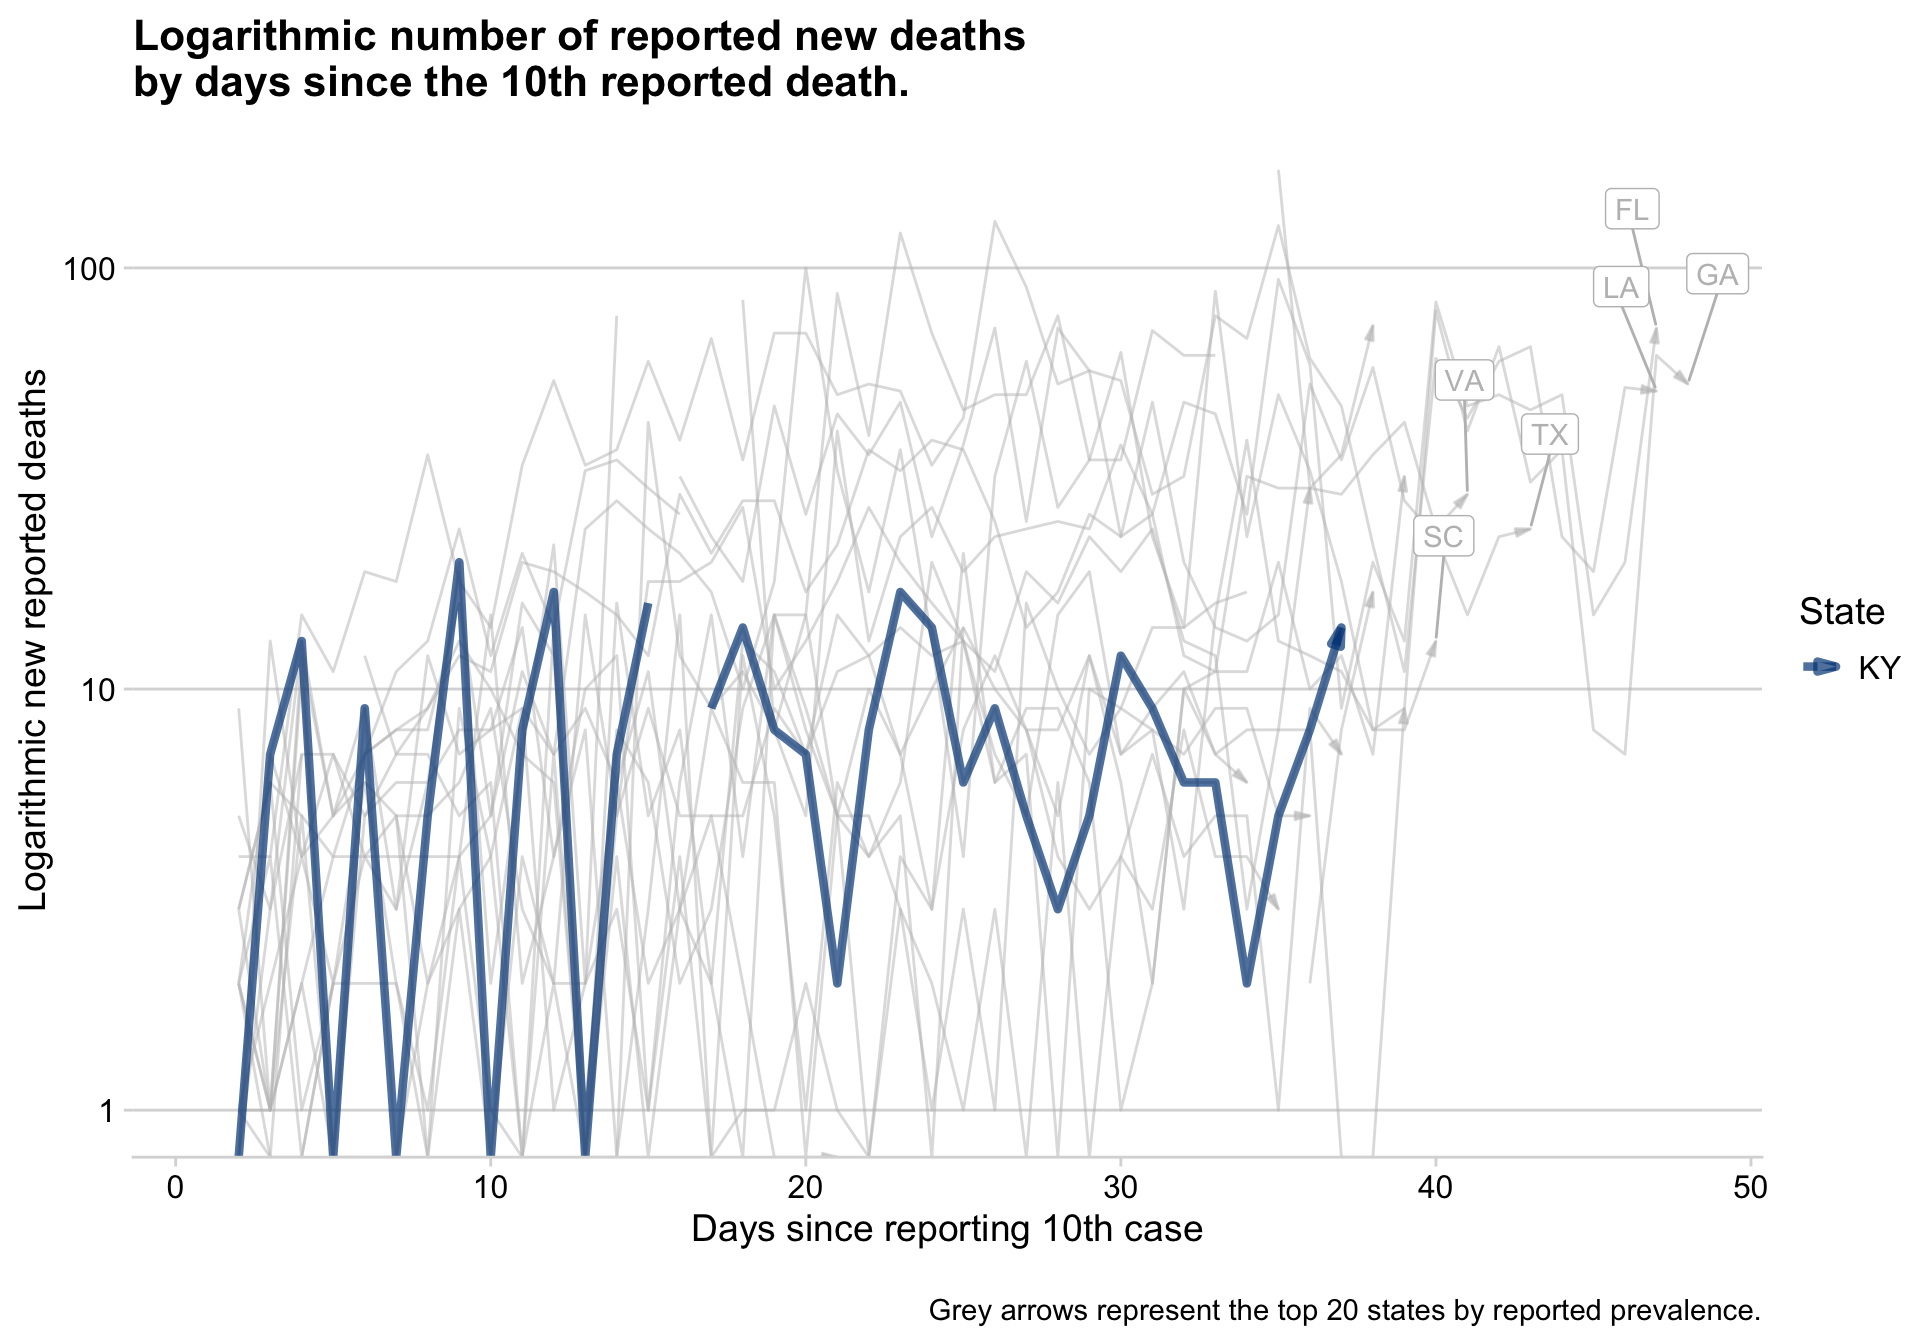 Logarithmic number of reported new deaths
by days since the 10th reported death.
Logarithmic new reported deaths
100
10
1
FL
LA
GA
VA
TX
SC
State
KY
0 10 20 30 40 50
Days since reporting 10th case
Grey arrows represent the top 20 states by reported prevalence.